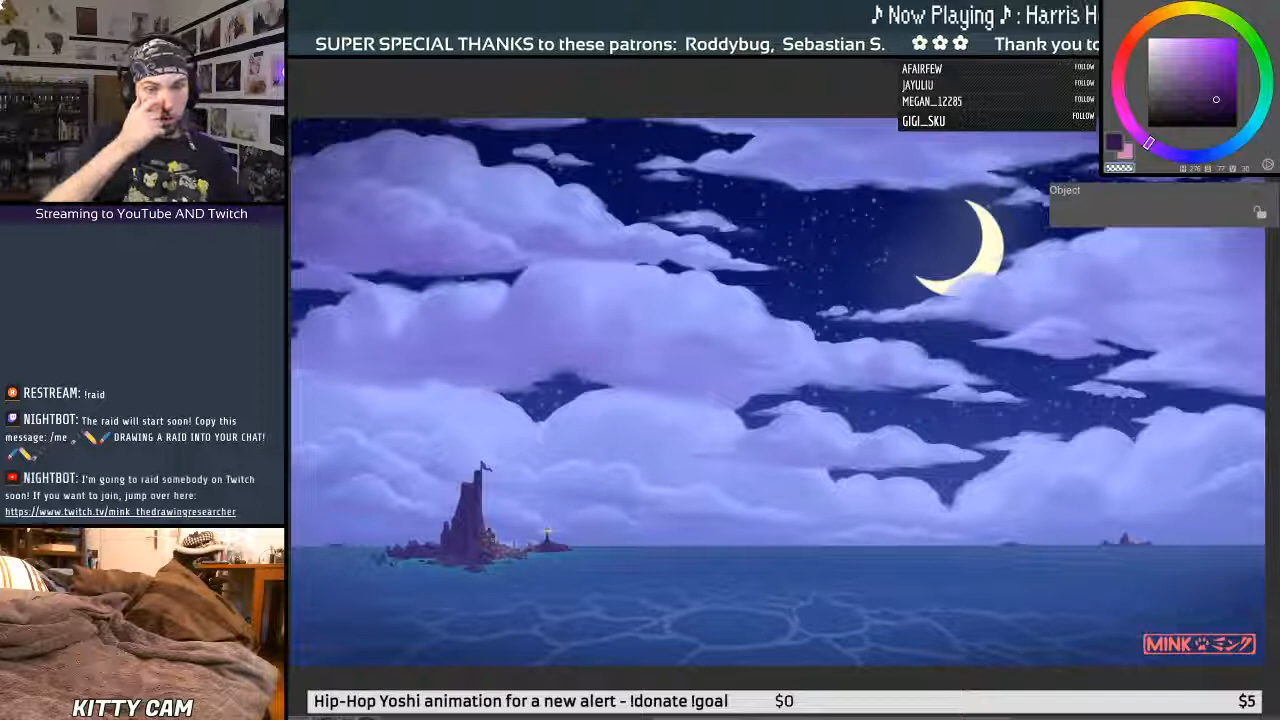 ♪ Now Playing ♪ : Harris H
SUPER SPECIAL THANKS to these patrons: Roddybug, Sebastian S. ✿ ✿ ✿ Thank you to
AFAIRFEW FOLLOW
JAYULIU FOLLOW
MEGAN_12285 FOLLOW
GIGI_SKU FOLLOW
Object
Streaming to YouTube AND Twitch
RESTREAM: !raid
NIGHTBOT: The raid will start soon! Copy this
message: /me DRAWING A RAID INTO YOUR CHAT!
NIGHTBOT: I'm going to raid somebody on Twitch
soon! If you want to join, jump over here:
https://www.twitch.tv/mink_thedrawingresearcher
KITTY CAM
MINK ミンク
Hip-Hop Yoshi animation for a new alert - !donate !goal $0 $5